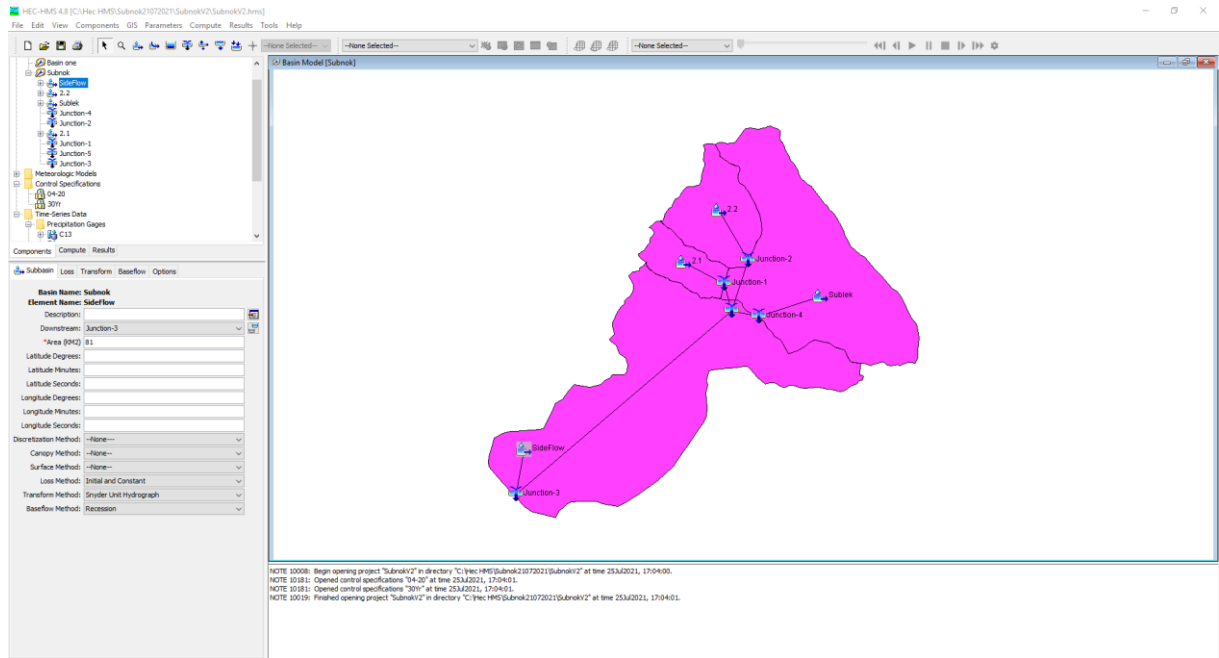 HEC-HMS 4.8 [C:\Hec HMS\Subnok21072021\SubnokV2\SubnokV2.hms]
File Edit View Components GIS Parameters Compute Results Tools Help
--None Selected-- --None Selected-- --None Selected--
Basin one
Subnok
SideFlow
2.2
Sublek
Junction-4
Junction-2
2.1
Junction-1
Junction-5
Junction-3
Meteorologic Models
Control Specifications
04-20
30Yr
Time-Series Data
Precipitation Gages
C13
Components Compute Results
Subbasin Loss Transform Baseflow Options
Basin Name: Subnok
Element Name: SideFlow
Description:
Downstream: Junction-3
*Area (KM2) 81
Latitude Degrees:
Latitude Minutes:
Latitude Seconds:
Longitude Degrees:
Longitude Minutes:
Longitude Seconds:
Discretization Method: --None--
Canopy Method: --None--
Surface Method: --None--
Loss Method: Initial and Constant
Transform Method: Snyder Unit Hydrograph
Baseflow Method: Recession
Basin Model [Subnok]
2.2
Junction-2
2.1
Junction-1
Sublek
Junction-4
SideFlow
Junction-3
NOTE 10008: Begin opening project "SubnokV2" in directory "C:\Hec HMS\Subnok21072021\SubnokV2" at time 25Jul2021, 17:04:00.
NOTE 10181: Opened control specifications "04-20" at time 25Jul2021, 17:04:01.
NOTE 10181: Opened control specifications "30Yr" at time 25Jul2021, 17:04:01.
NOTE 10019: Finished opening project "SubnokV2" in directory "C:\Hec HMS\Subnok21072021\SubnokV2" at time 25Jul2021, 17:04:01.